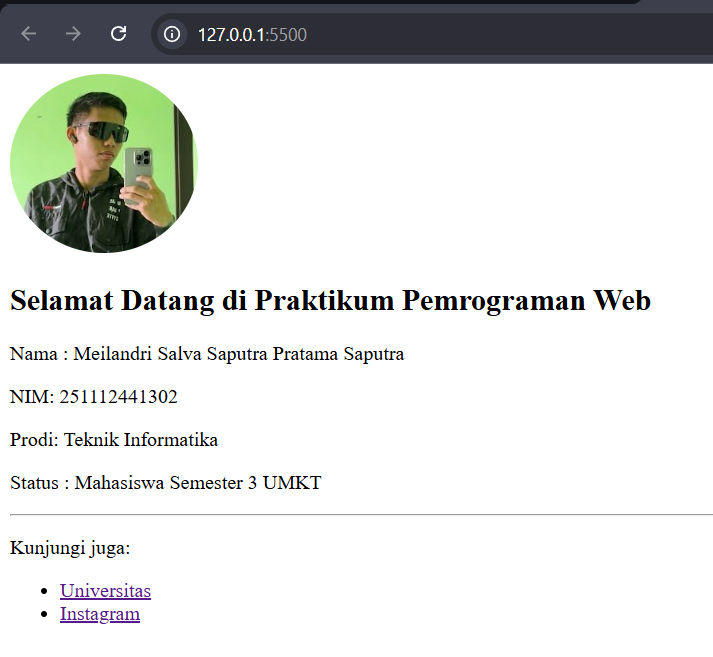 127.0.0.1:5500
Selamat Datang di Praktikum Pemrograman Web
Nama : Meilandri Salva Saputra Pratama Saputra
NIM: 251112441302
Prodi: Teknik Informatika
Status : Mahasiswa Semester 3 UMKT
Kunjungi juga:
Universitas
Instagram